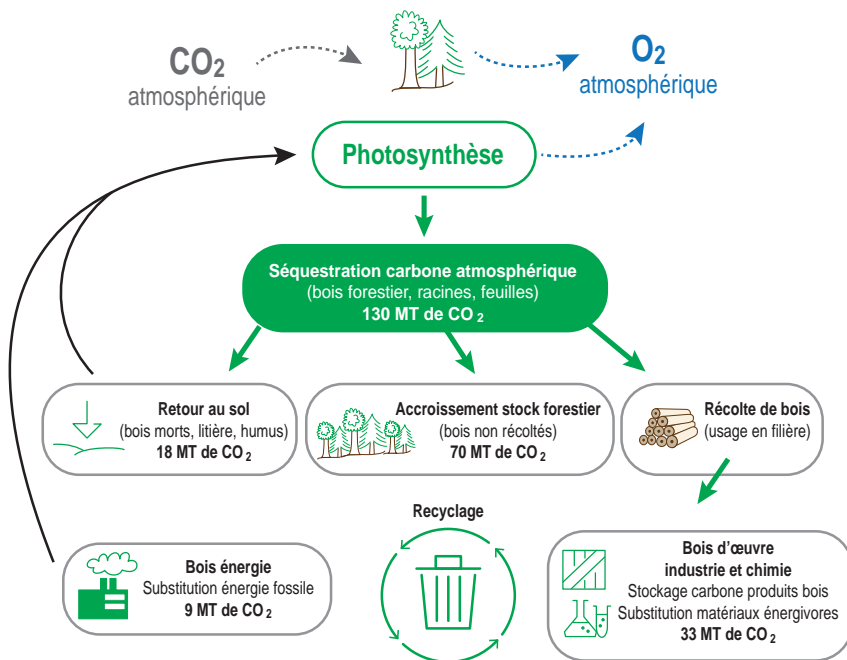 CO2
atmosphérique
O2
atmosphérique
Photosynthèse
Séquestration carbone atmosphérique
(bois forestier, racines, feuilles)
130 MT de CO2
Retour au sol
(bois morts, litière, humus)
18 MT de CO2
Accroissement stock forestier
(bois non récoltés)
70 MT de CO2
Récolte de bois
(usage en filière)
Bois énergie
Substitution énergie fossile
9 MT de CO2
Recyclage
Bois d’œuvre
industrie et chimie
Stockage carbone produits bois
Substitution matériaux énergivores
33 MT de CO2